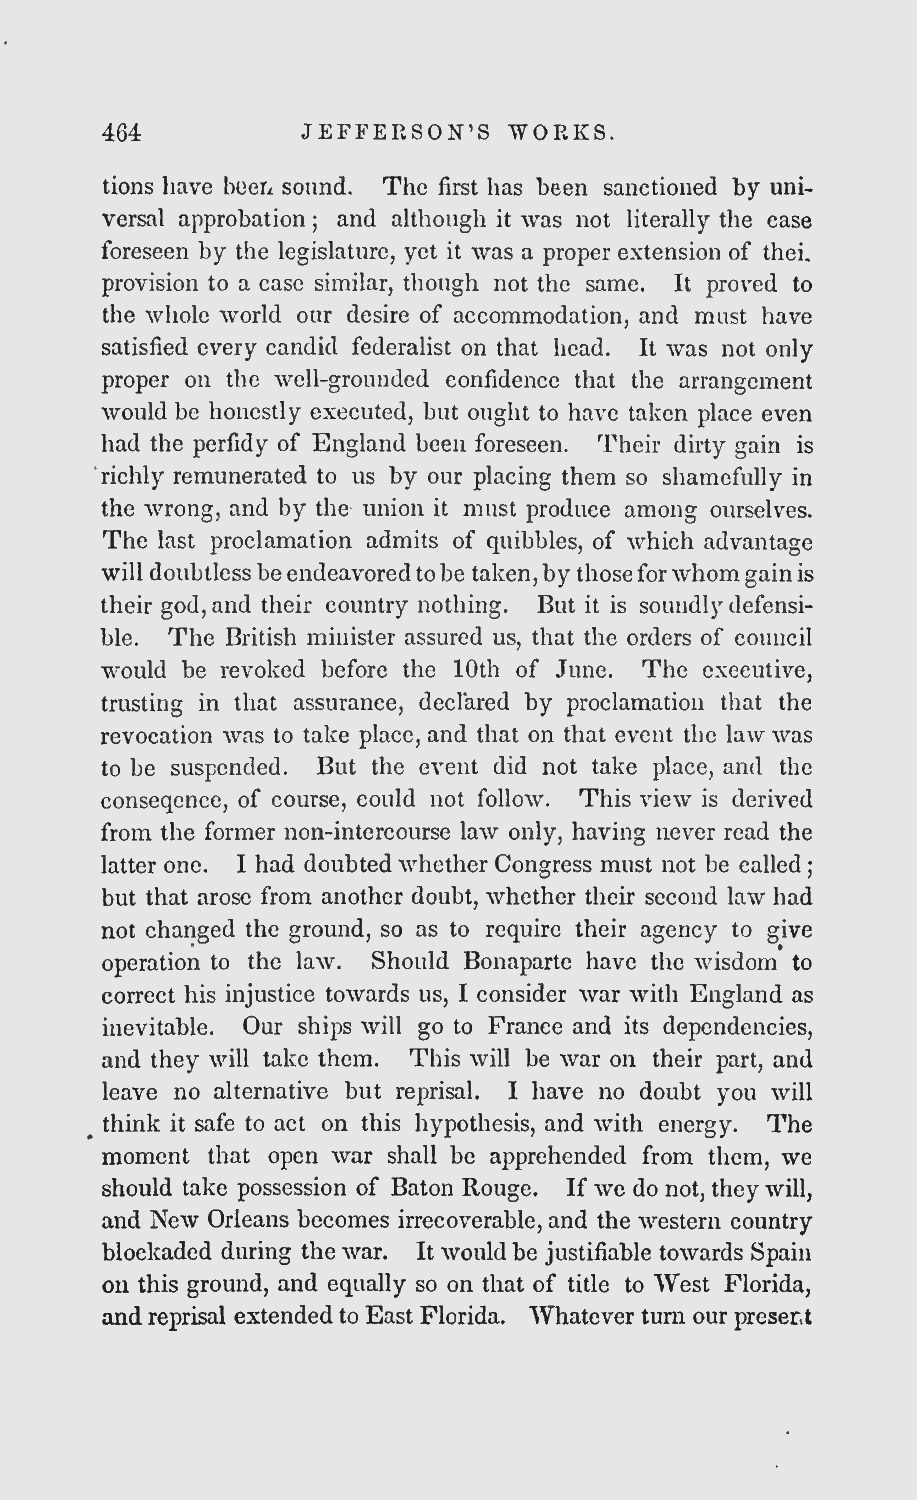 464 JEFFERSON'S WORKS.
tions have been sound. The first has been sanctioned by uni-
versal approbation; and although it was not literally the case
foreseen by the legislature, yet it was a proper extension of thei.
provision to a case similar, though not the same. It proved to
the whole world our desire of accommodation, and must have
satisfied every candid federalist on that head. It was not only
proper on the well-grounded confidence that the arrangement
would be honestly executed, but ought to have taken place even
had the perfidy of England been foreseen. Their dirty gain is
richly remunerated to us by our placing them so shamefully in
the wrong, and by the union it must produce among ourselves.
The last proclamation admits of quibbles, of which advantage
will doubtless be endeavored to be taken, by those for whom gain is
their god, and their country nothing. But it is soundly defensi-
ble. The British minister assured us, that the orders of council
would be revoked before the 10th of June. The executive,
trusting in that assurance, declared by proclamation that the
revocation was to take place, and that on that event the law was
to be suspended. But the event did not take place, and the
conseqence, of course, could not follow. This view is derived
from the former non-intercourse law only, having never read the
latter one. I had doubted whether Congress must not be called;
but that arose from another doubt, whether their second law had
not changed the ground, so as to require their agency to give
operation to the law. Should Bonaparte have the wisdom to
correct his injustice towards us, I consider war with England as
inevitable. Our ships will go to France and its dependencies,
and they will take them. This will be war on their part, and
leave no alternative but reprisal. I have no doubt you will
think it safe to act on this hypothesis, and with energy. The
moment that open war shall be apprehended from them, we
should take possession of Baton Rouge. If we do not, they will,
and New Orleans becomes irrecoverable, and the western country
blockaded during the war. It would be justifiable towards Spain
on this ground, and equally so on that of title to West Florida,
and reprisal extended to East Florida. Whatever turn our present